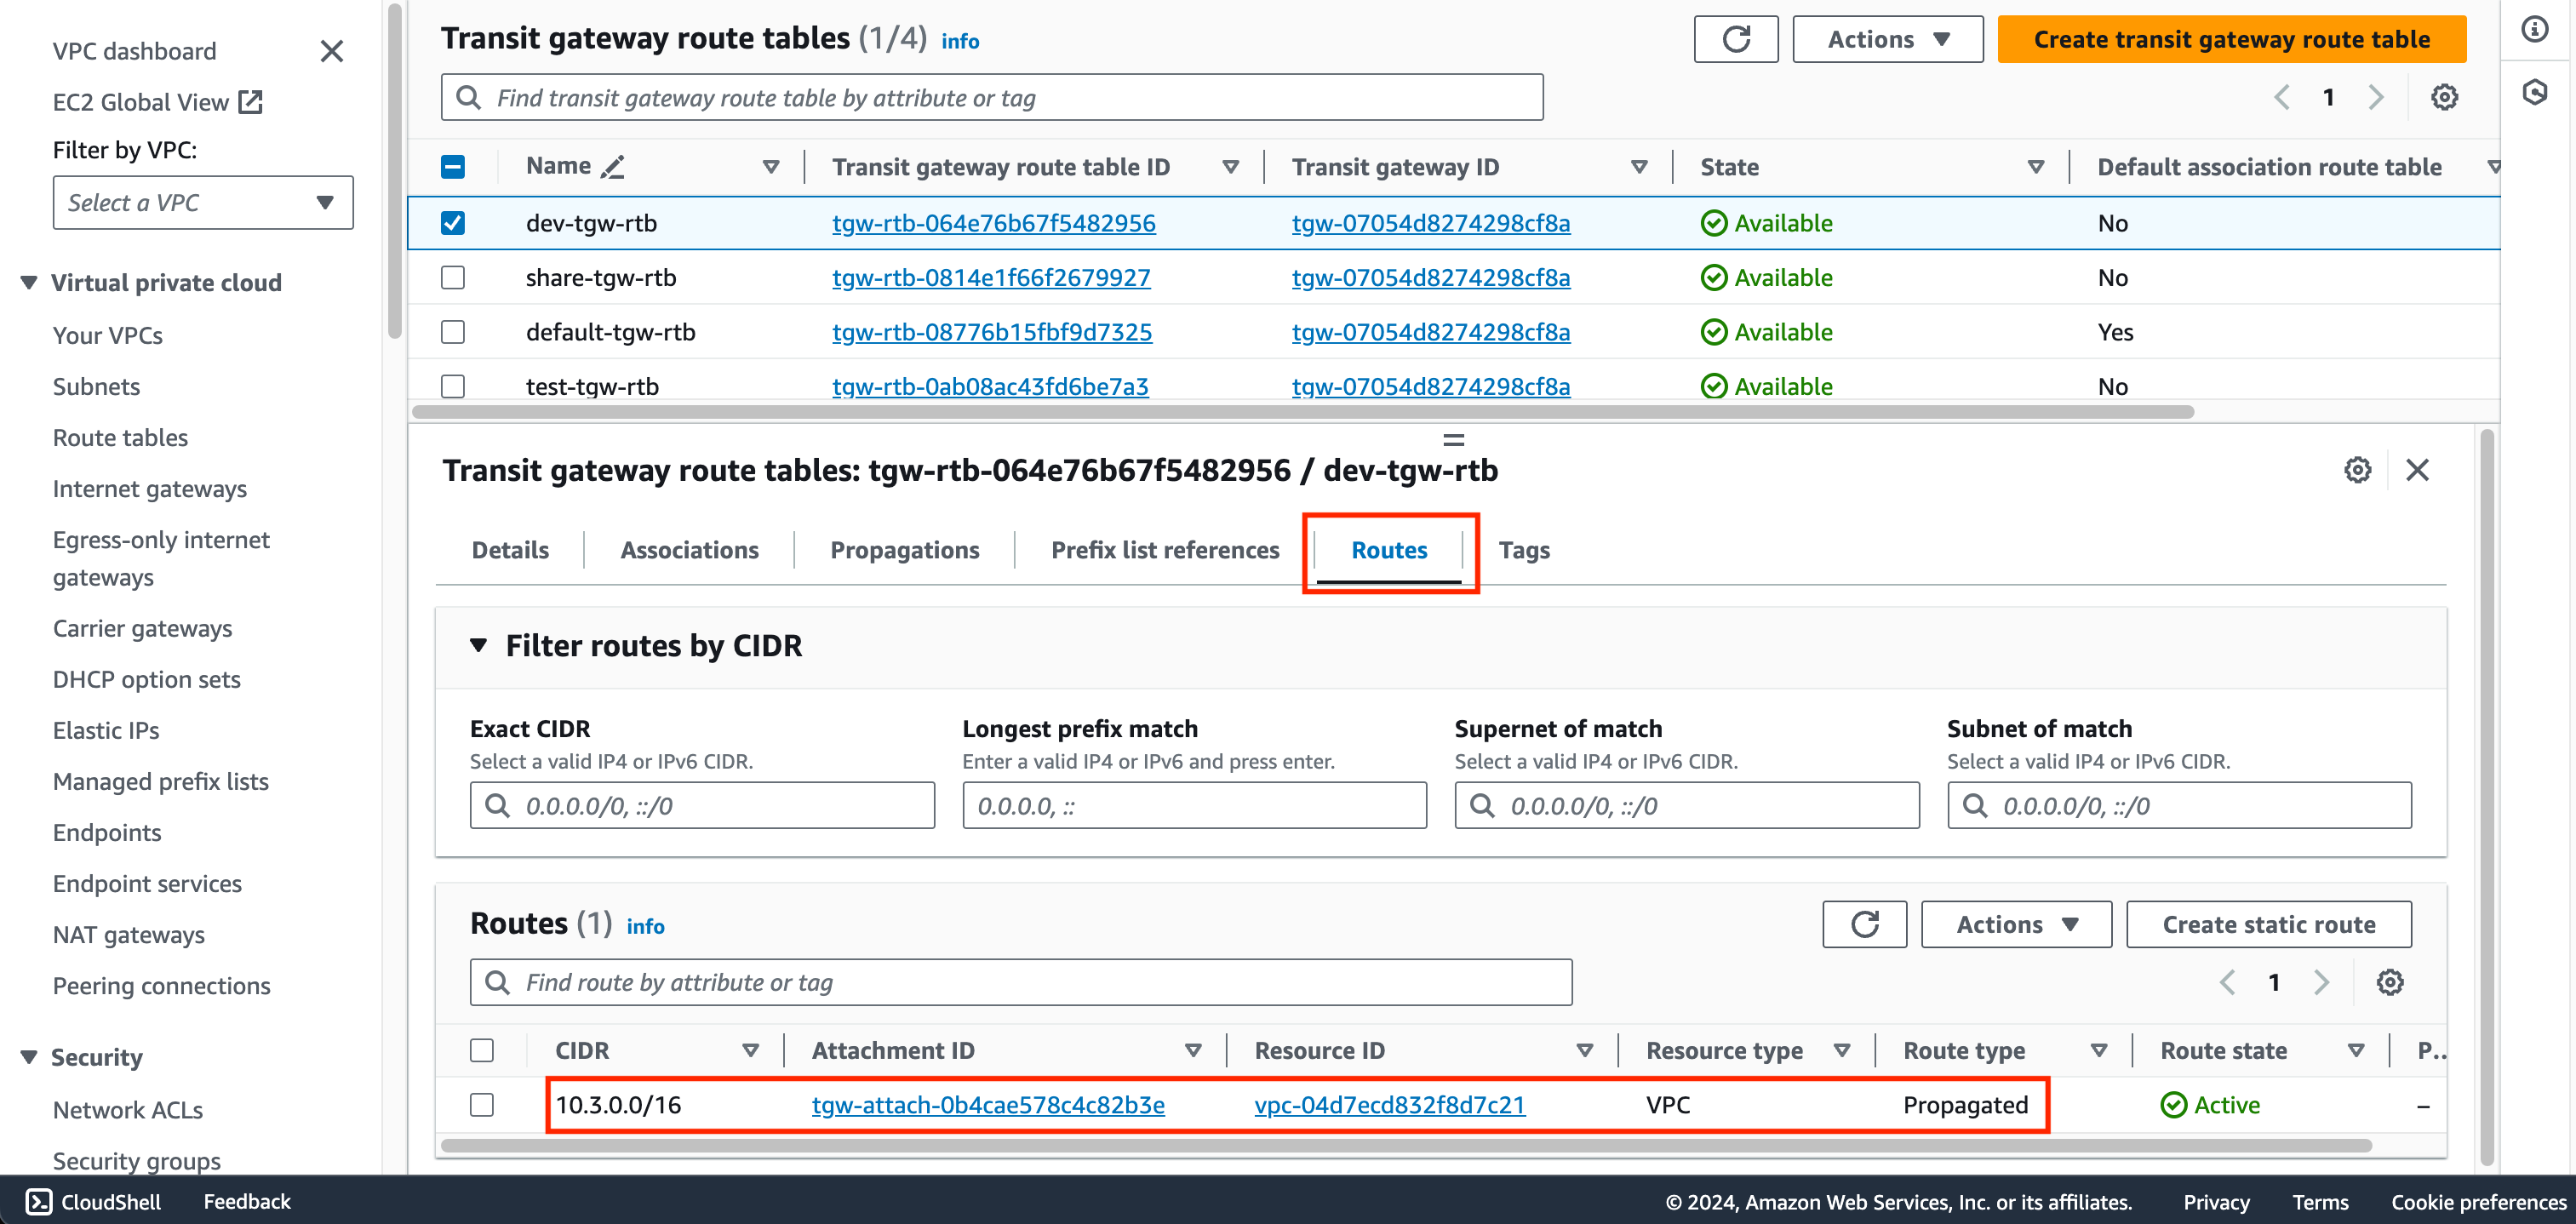 VPC dashboard
EC2 Global View
Filter by VPC:
Select a VPC
Virtual private cloud
Your VPCs
Subnets
Route tables
Internet gateways
Egress-only internet
gateways
Carrier gateways
DHCP option sets
Elastic IPs
Managed prefix lists
Endpoints
Endpoint services
NAT gateways
Peering connections
Security
Network ACLs
Security groups
Transit gateway route tables (1/4) info
Actions
Create transit gateway route table
Find transit gateway route table by attribute or tag
1
Name Transit gateway route table ID Transit gateway ID State Default association route table
dev-tgw-rtb tgw-rtb-064e76b67f5482956 tgw-07054d8274298cf8a Available No
share-tgw-rtb tgw-rtb-0814e1f66f2679927 tgw-07054d8274298cf8a Available No
default-tgw-rtb tgw-rtb-08776b15fbf9d7325 tgw-07054d8274298cf8a Available Yes
test-tgw-rtb tgw-rtb-0ab08ac43fd6be7a3 tgw-07054d8274298cf8a Available No
Transit gateway route tables: tgw-rtb-064e76b67f5482956 / dev-tgw-rtb
Details Associations Propagations Prefix list references Routes Tags
Filter routes by CIDR
Exact CIDR Longest prefix match Supernet of match Subnet of match
Select a valid IP4 or IPv6 CIDR. Enter a valid IP4 or IPv6 and press enter. Select a valid IP4 or IPv6 CIDR. Select a valid IP4 or IPv6 CIDR.
0.0.0.0/0, ::/0 0.0.0.0, :: 0.0.0.0/0, ::/0 0.0.0.0/0, ::/0
Routes (1) info
Actions
Create static route
Find route by attribute or tag
1
CIDR Attachment ID Resource ID Resource type Route type Route state P...
10.3.0.0/16 tgw-attach-0b4cae578c4c82b3e vpc-04d7ecd832f8d7c21 VPC Propagated Active –
CloudShell Feedback © 2024, Amazon Web Services, Inc. or its affiliates. Privacy Terms Cookie preferences